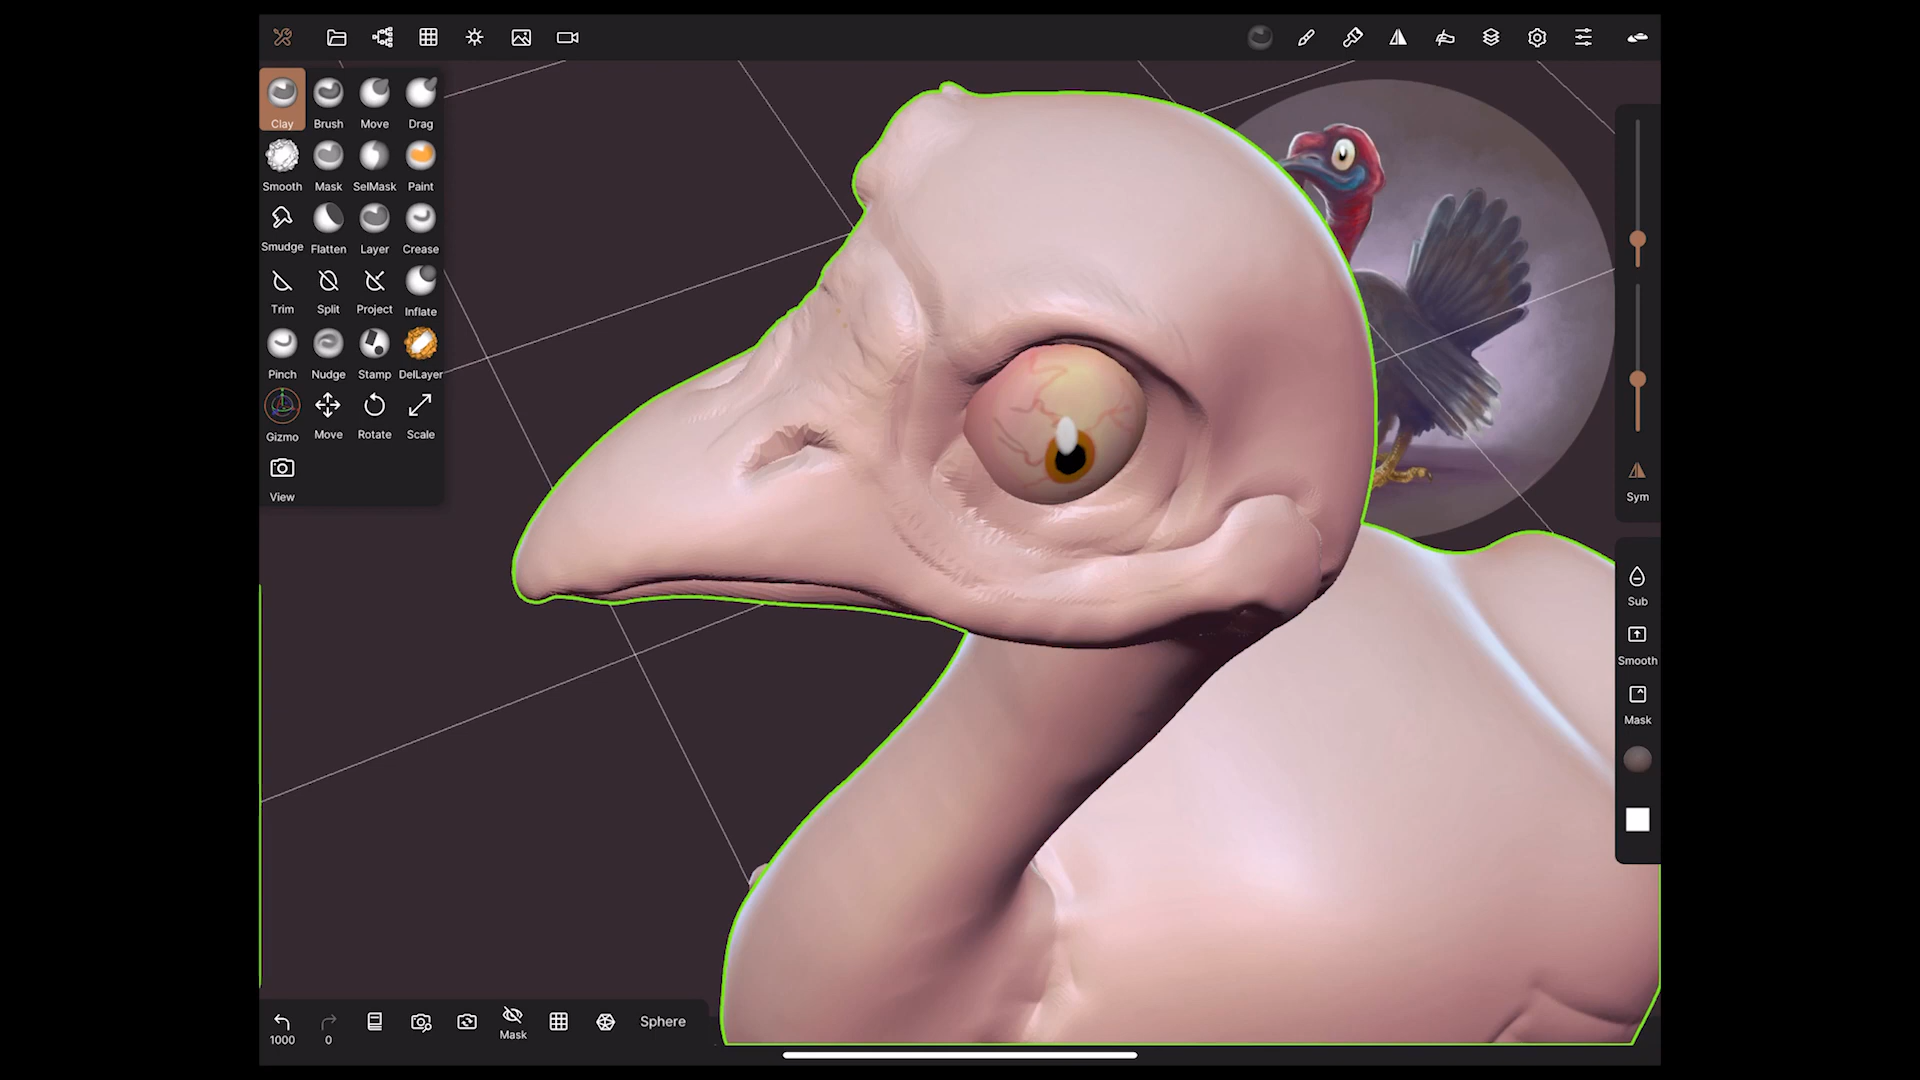 Clay Brush Move Drag
Smooth Mask SelMask Paint
Smudge Flatten Layer Crease
Trim Split Project Inflate
Pinch Nudge Stamp DelLayer
Gizmo Move Rotate Scale
View
Sym
Sub
Smooth
Mask
1000 0 Mask Sphere